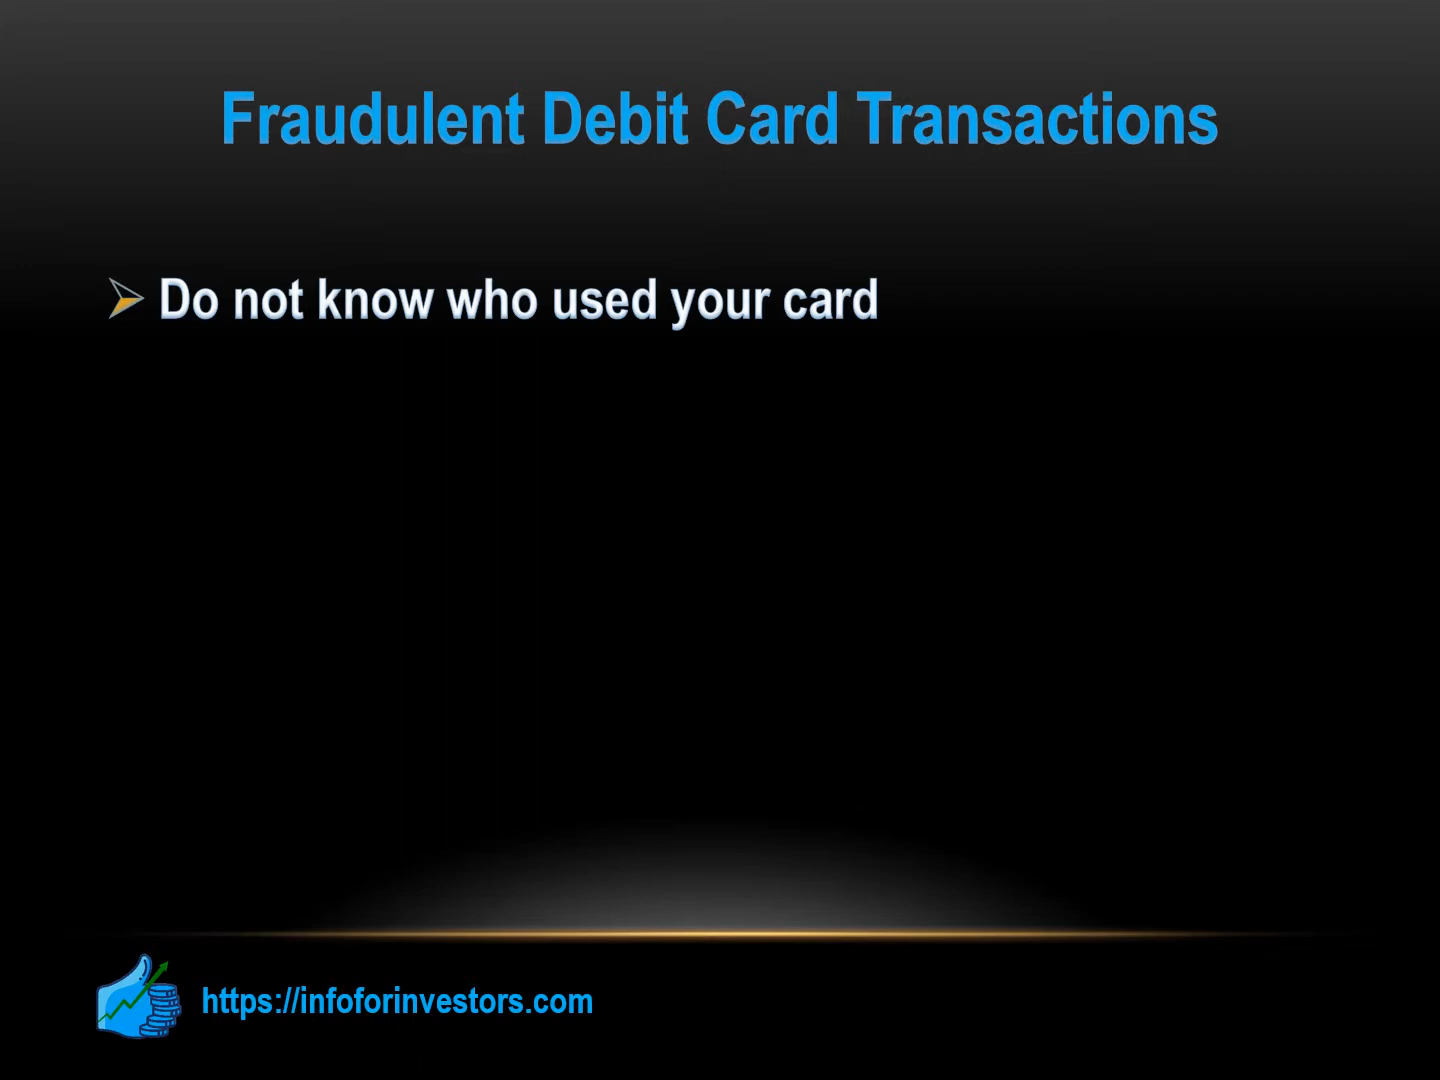 Fraudulent Debit Card Transactions
Do not know who used your card
https://infoforinvestors.com